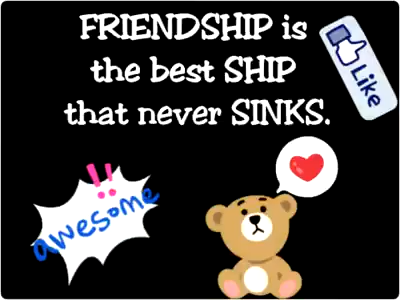 FRIENDSHIP is
the best SHIP
that never SINKS.
Like
!!
awesome